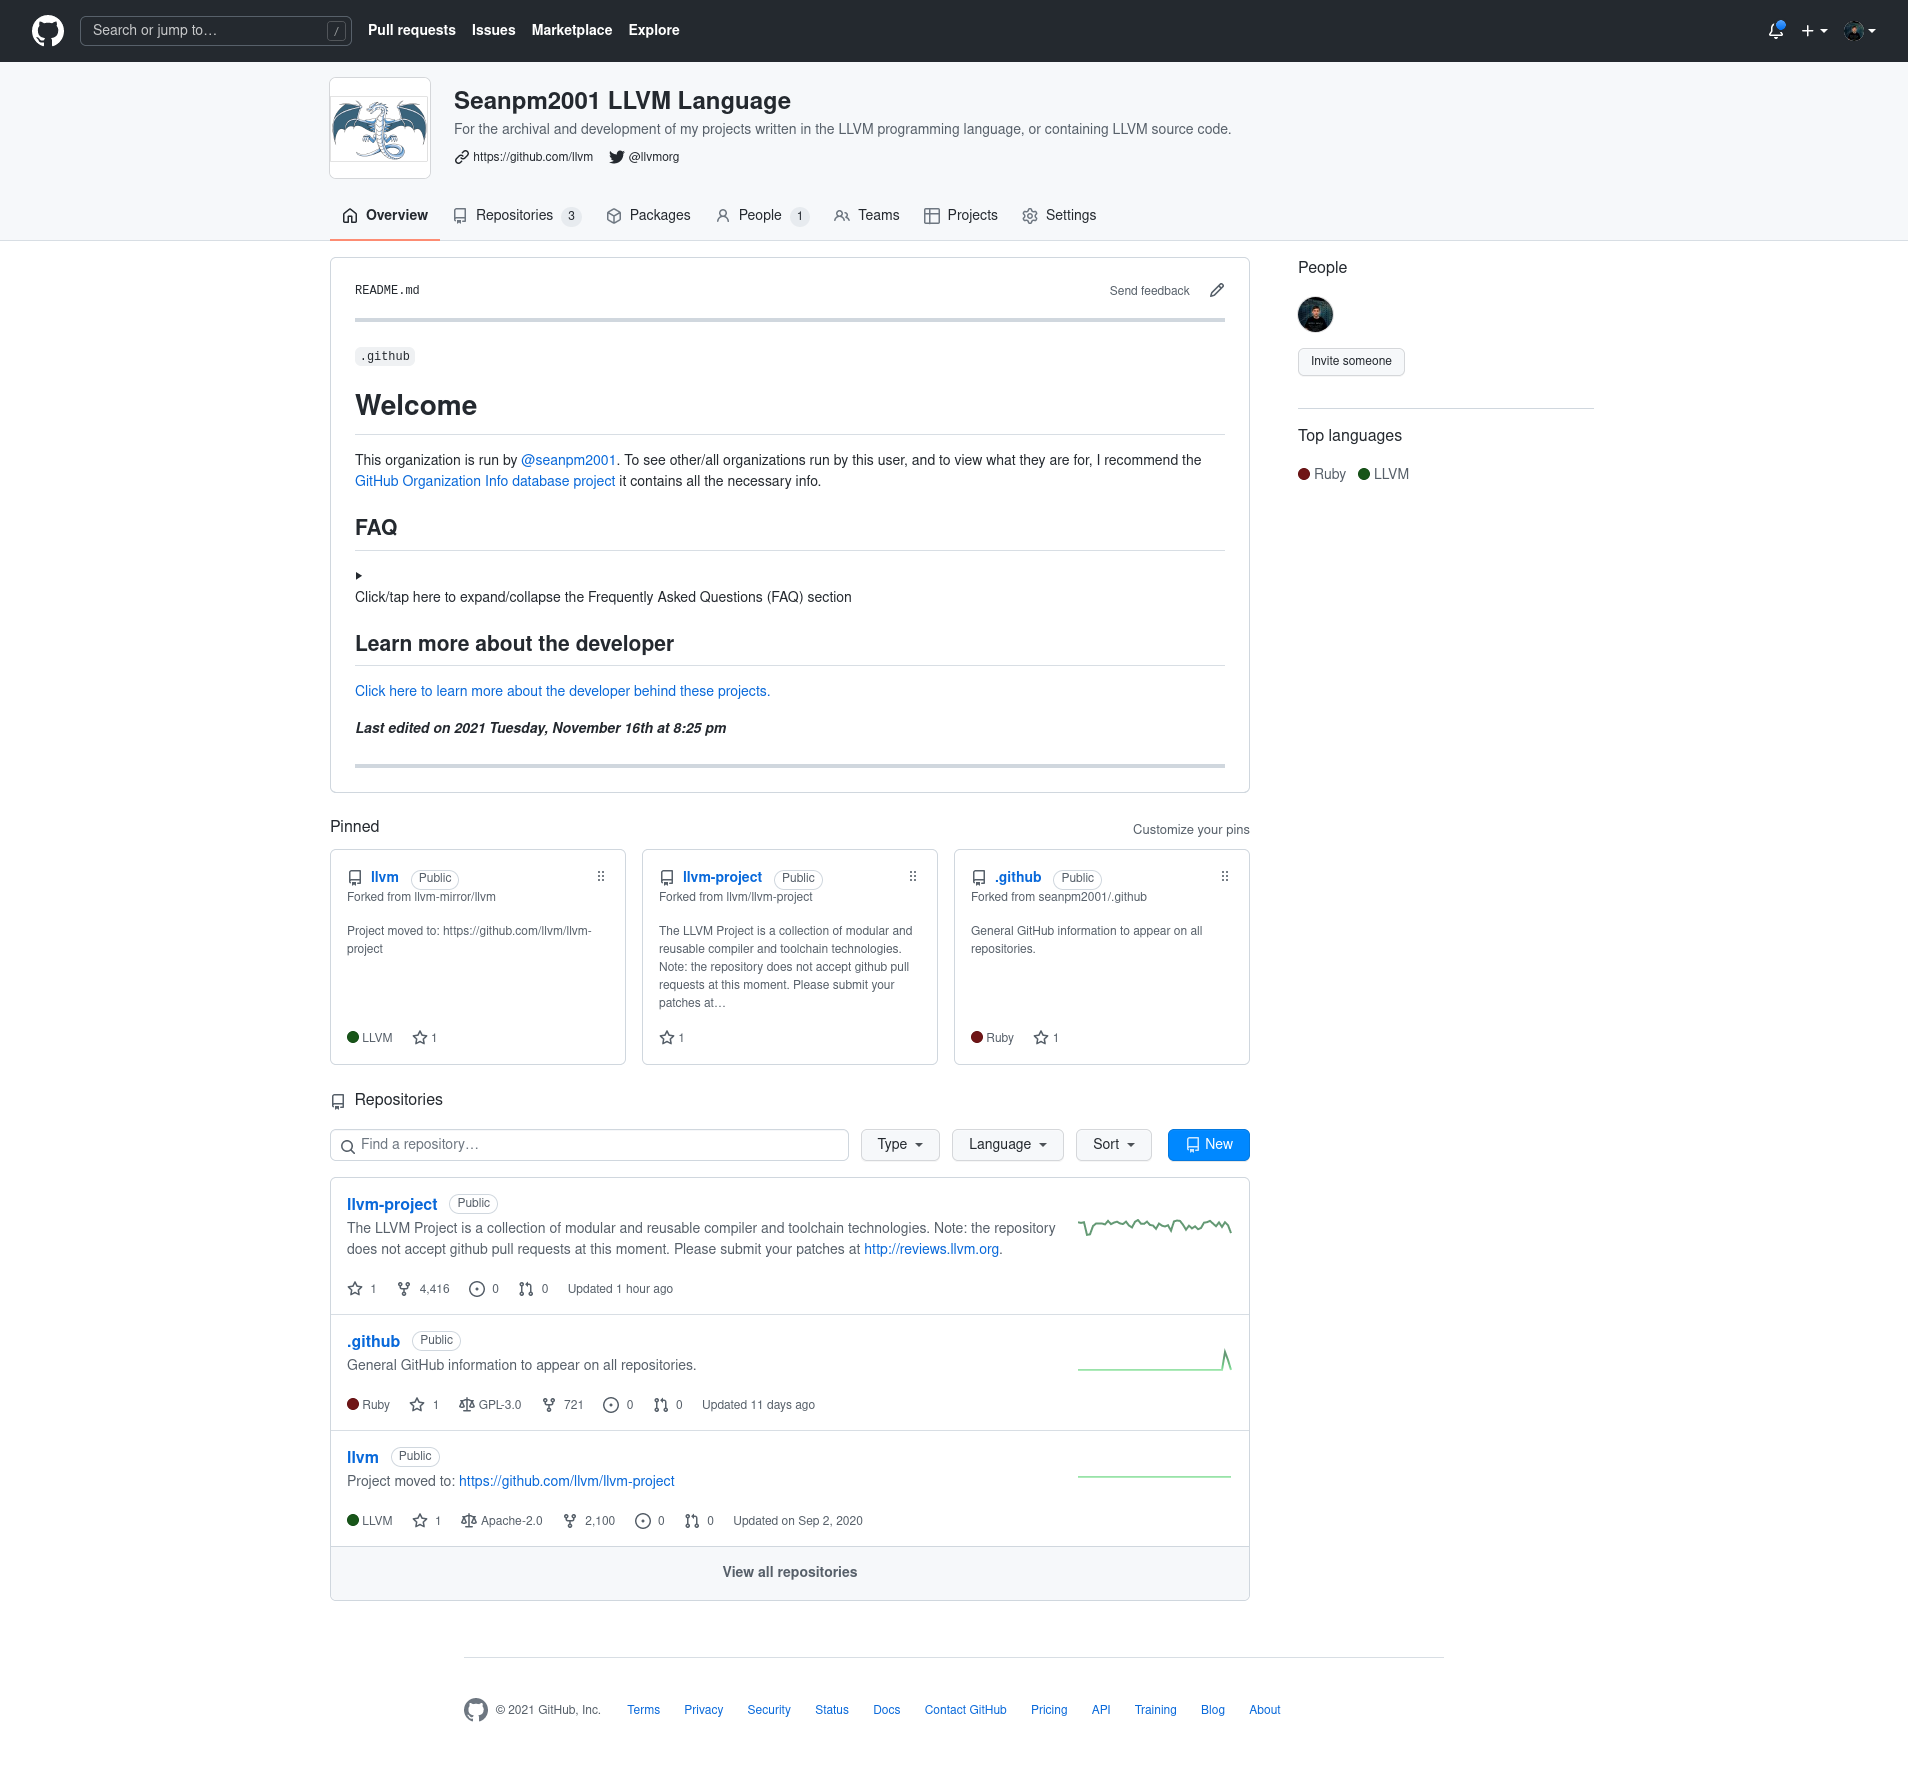 Search or jump to…
/
Pull requests
Issues
Marketplace
Explore
Seanpm2001 LLVM Language
For the archival and development of my projects written in the LLVM programming language, or containing LLVM source code.
https://github.com/llvm
@llvmorg
Overview
Repositories 3
Packages
People 1
Teams
Projects
Settings
README.md
Send feedback
.github
Welcome
This organization is run by @seanpm2001. To see other/all organizations run by this user, and to view what they are for, I recommend the
GitHub Organization Info database project it contains all the necessary info.
FAQ
Click/tap here to expand/collapse the Frequently Asked Questions (FAQ) section
Learn more about the developer
Click here to learn more about the developer behind these projects.
Last edited on 2021 Tuesday, November 16th at 8:25 pm
People
Invite someone
Top languages
Ruby
LLVM
Pinned
Customize your pins
llvm Public
Forked from llvm-mirror/llvm
Project moved to: https://github.com/llvm/llvm-
project
LLVM 1
llvm-project Public
Forked from llvm/llvm-project
The LLVM Project is a collection of modular and
reusable compiler and toolchain technologies.
Note: the repository does not accept github pull
requests at this moment. Please submit your
patches at…
1
.github Public
Forked from seanpm2001/.github
General GitHub information to appear on all
repositories.
Ruby 1
Repositories
Find a repository…
Type
Language
Sort
New
llvm-project Public
The LLVM Project is a collection of modular and reusable compiler and toolchain technologies. Note: the repository
does not accept github pull requests at this moment. Please submit your patches at http://reviews.llvm.org.
1 4,416 0 0 Updated 1 hour ago
.github Public
General GitHub information to appear on all repositories.
Ruby 1 GPL-3.0 721 0 0 Updated 11 days ago
llvm Public
Project moved to: https://github.com/llvm/llvm-project
LLVM 1 Apache-2.0 2,100 0 0 Updated on Sep 2, 2020
View all repositories
© 2021 GitHub, Inc.
Terms
Privacy
Security
Status
Docs
Contact GitHub
Pricing
API
Training
Blog
About